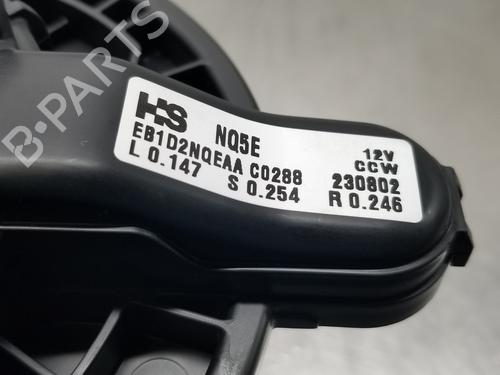 HS NQ5E 12V
EB1D2NQEAA C0288 CCW
L 0.147 S 0.254 230802
R 0.246
B-PARTS